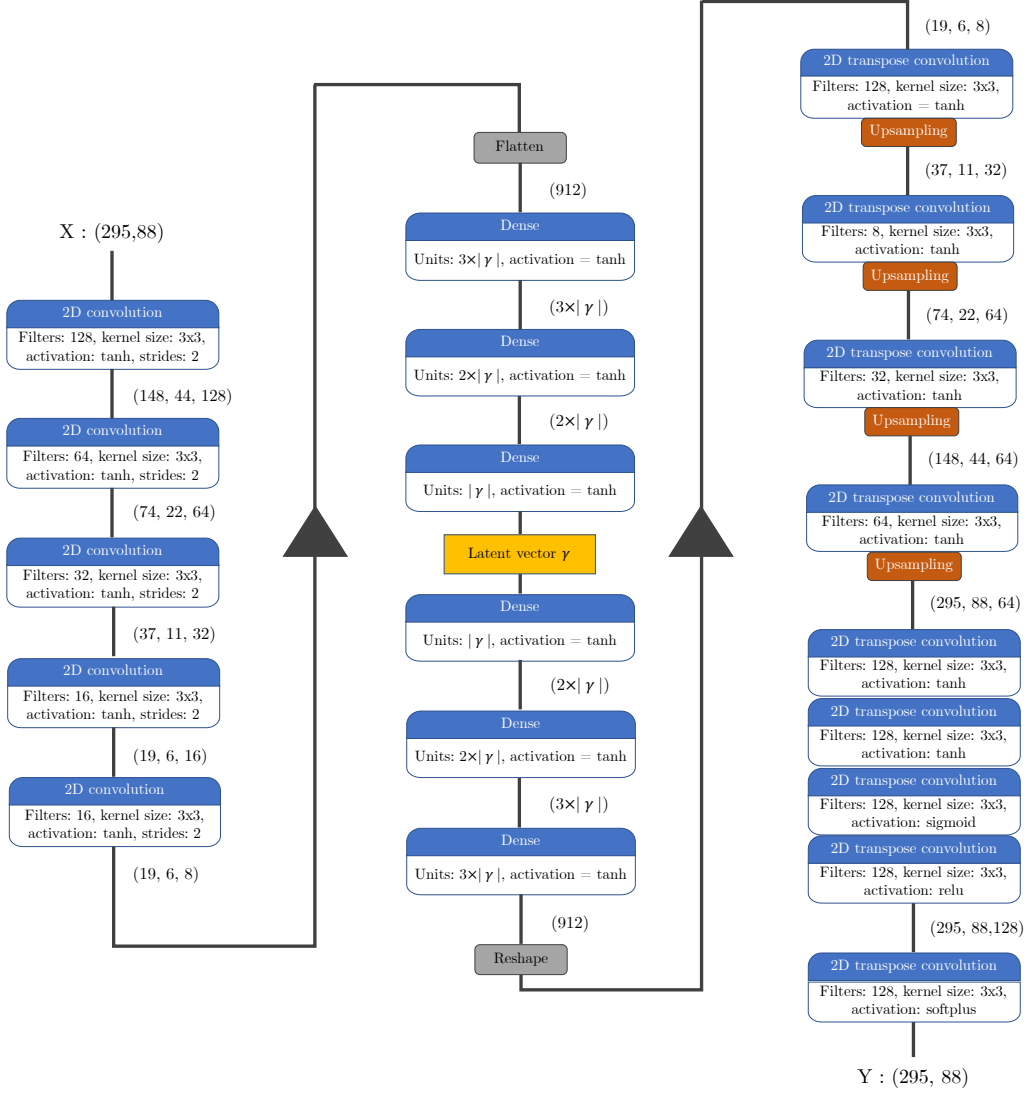 X : (295,88)
2D convolution
Filters: 128, kernel size: 3x3,
activation: tanh, strides: 2
(148, 44, 128)
2D convolution
Filters: 64, kernel size: 3x3,
activation: tanh, strides: 2
(74, 22, 64)
2D convolution
Filters: 32, kernel size: 3x3,
activation: tanh, strides: 2
(37, 11, 32)
2D convolution
Filters: 16, kernel size: 3x3,
activation: tanh, strides: 2
(19, 6, 16)
2D convolution
Filters: 16, kernel size: 3x3,
activation: tanh, strides: 2
(19, 6, 8)
Flatten
(912)
Dense
Units: 3×| γ |, activation = tanh
(3×| γ |)
Dense
Units: 2×| γ |, activation = tanh
(2×| γ |)
Dense
Units: | γ |, activation = tanh
Latent vector γ
Dense
Units: | γ |, activation = tanh
(2×| γ |)
Dense
Units: 2×| γ |, activation = tanh
(3×| γ |)
Dense
Units: 3×| γ |, activation = tanh
(912)
Reshape
(19, 6, 8)
2D transpose convolution
Filters: 128, kernel size: 3x3,
activation = tanh
Upsampling
(37, 11, 32)
2D transpose convolution
Filters: 8, kernel size: 3x3,
activation: tanh
Upsampling
(74, 22, 64)
2D transpose convolution
Filters: 32, kernel size: 3x3,
activation: tanh
Upsampling
(148, 44, 64)
2D transpose convolution
Filters: 64, kernel size: 3x3,
activation: tanh
Upsampling
(295, 88, 64)
2D transpose convolution
Filters: 128, kernel size: 3x3,
activation: tanh
2D transpose convolution
Filters: 128, kernel size: 3x3,
activation: tanh
2D transpose convolution
Filters: 128, kernel size: 3x3,
activation: sigmoid
2D transpose convolution
Filters: 128, kernel size: 3x3,
activation: relu
(295, 88,128)
2D transpose convolution
Filters: 128, kernel size: 3x3,
activation: softplus
Y : (295, 88)